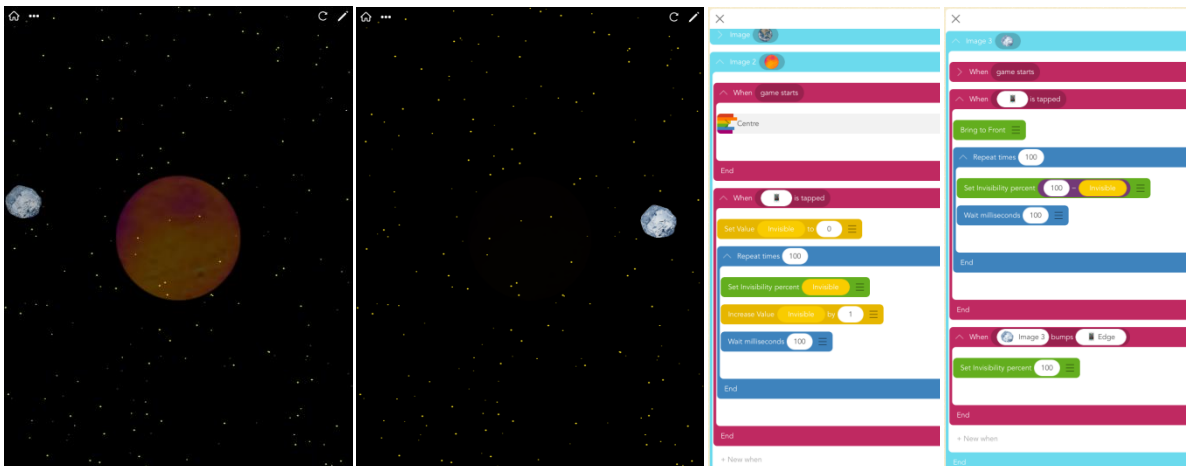 Image
Image 2
When game starts
Centre
End
When is tapped
Set Value Invisible to 0
Repeat times 100
Set Invisibility percent Invisible
Increase Value Invisible by 1
Wait milliseconds 100
End
End
+ New when
Image 3
When game starts
When is tapped
Bring to Front
Repeat times 100
Set Invisibility percent 100 - Invisible
Wait milliseconds 100
End
End
When Image 3 bumps Edge
Set Invisibility percent 100
End
+ New when
End